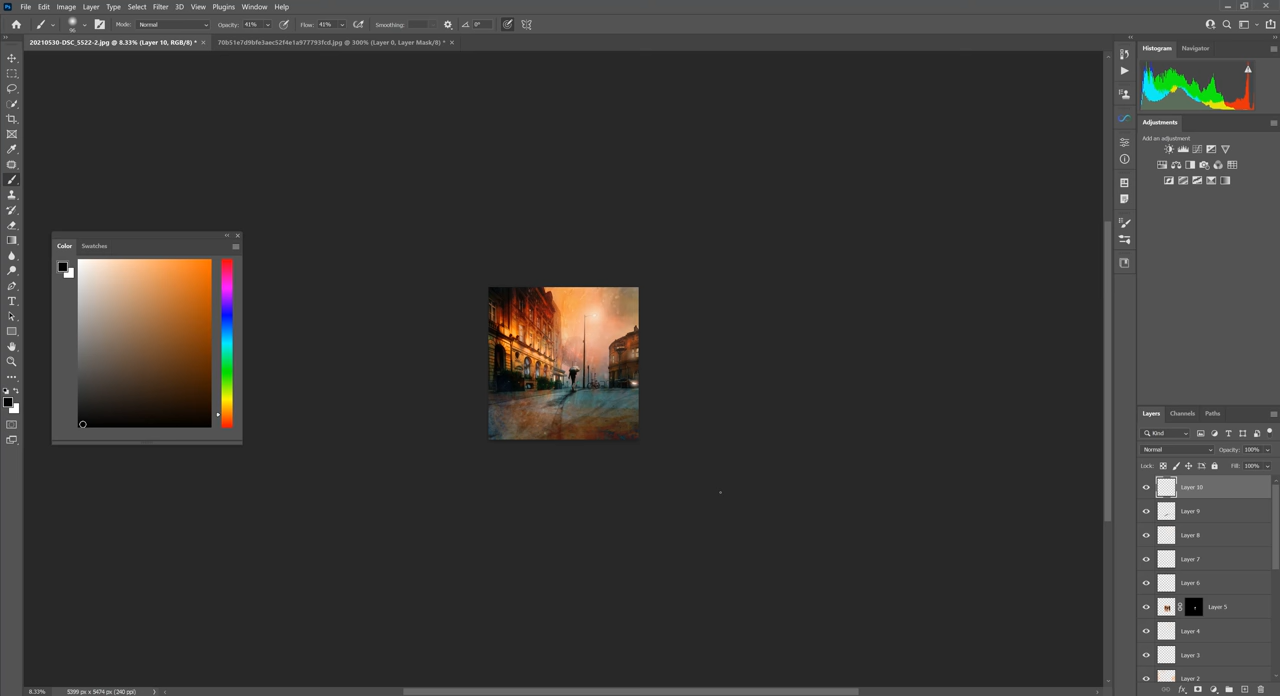 Ps File Edit Image Layer Type Select Filter 3D View Plugins Window Help
96 Mode: Normal Opacity: 41% Flow: 41% Smoothing: 0°
20210530-DSC_5522-2.jpg @ 8.33% (Layer 10, RGB/8) * × 70b51e7d9bfe3aec52f4e1a977793fcd.jpg @ 300% (Layer 0, Layer Mask/8) * ×
Histogram Navigator
Adjustments
Add an adjustment
Color Swatches
Layers Channels Paths
Kind
Normal Opacity: 100%
Lock: Fill: 100%
Layer 10
Layer 9
Layer 8
Layer 7
Layer 6
Layer 5
Layer 4
Layer 3
Layer 2
8.33% 5399 px x 5474 px (240 ppi)
fx